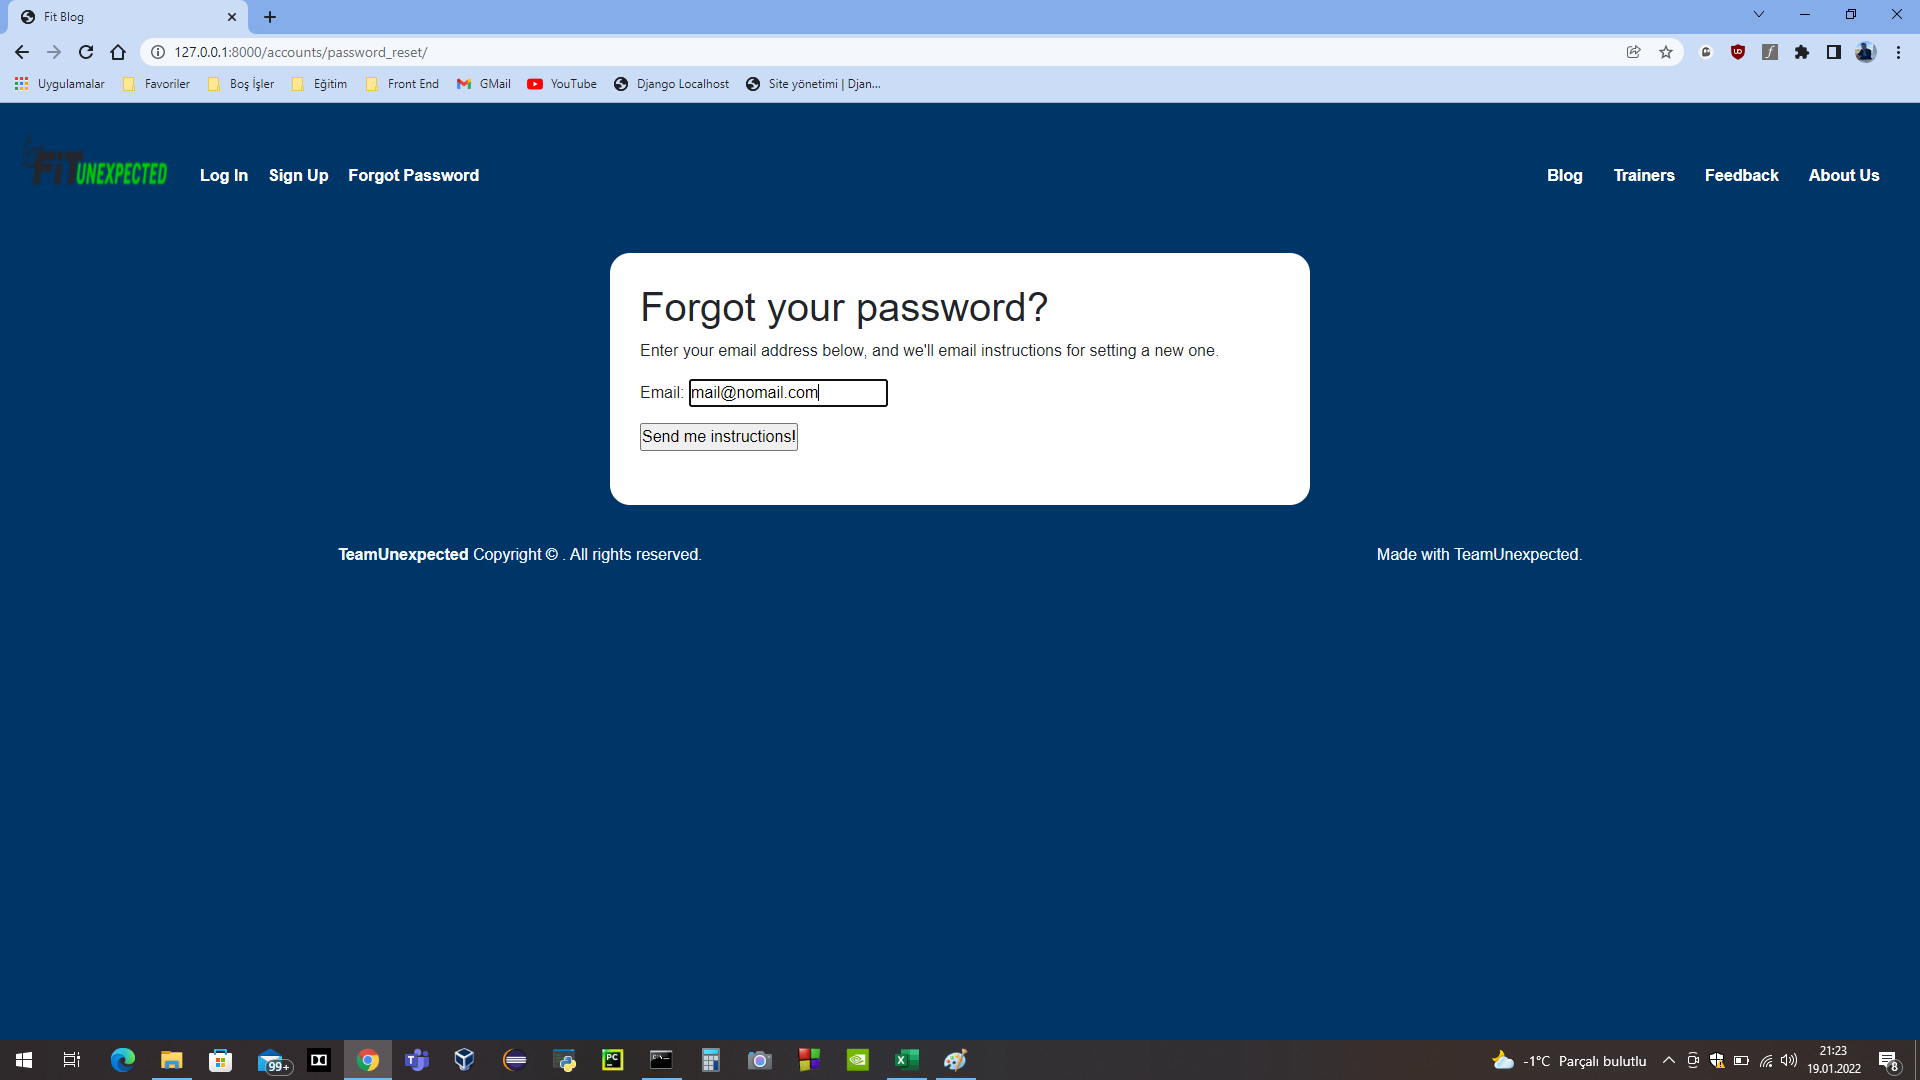 Fit Blog
127.0.0.1:8000/accounts/password_reset/
Uygulamalar Favoriler Boş İşler Eğitim Front End GMail YouTube Django Localhost Site yönetimi | Djan...
FiT UNEXPECTED
Log In Sign Up Forgot Password Blog Trainers Feedback About Us
Forgot your password?
Enter your email address below, and we'll email instructions for setting a new one.
Email: mail@nomail.com
Send me instructions!
TeamUnexpected Copyright © . All rights reserved. Made with TeamUnexpected.
99+ -1°C Parçalı bulutlu 21:23
19.01.2022 8